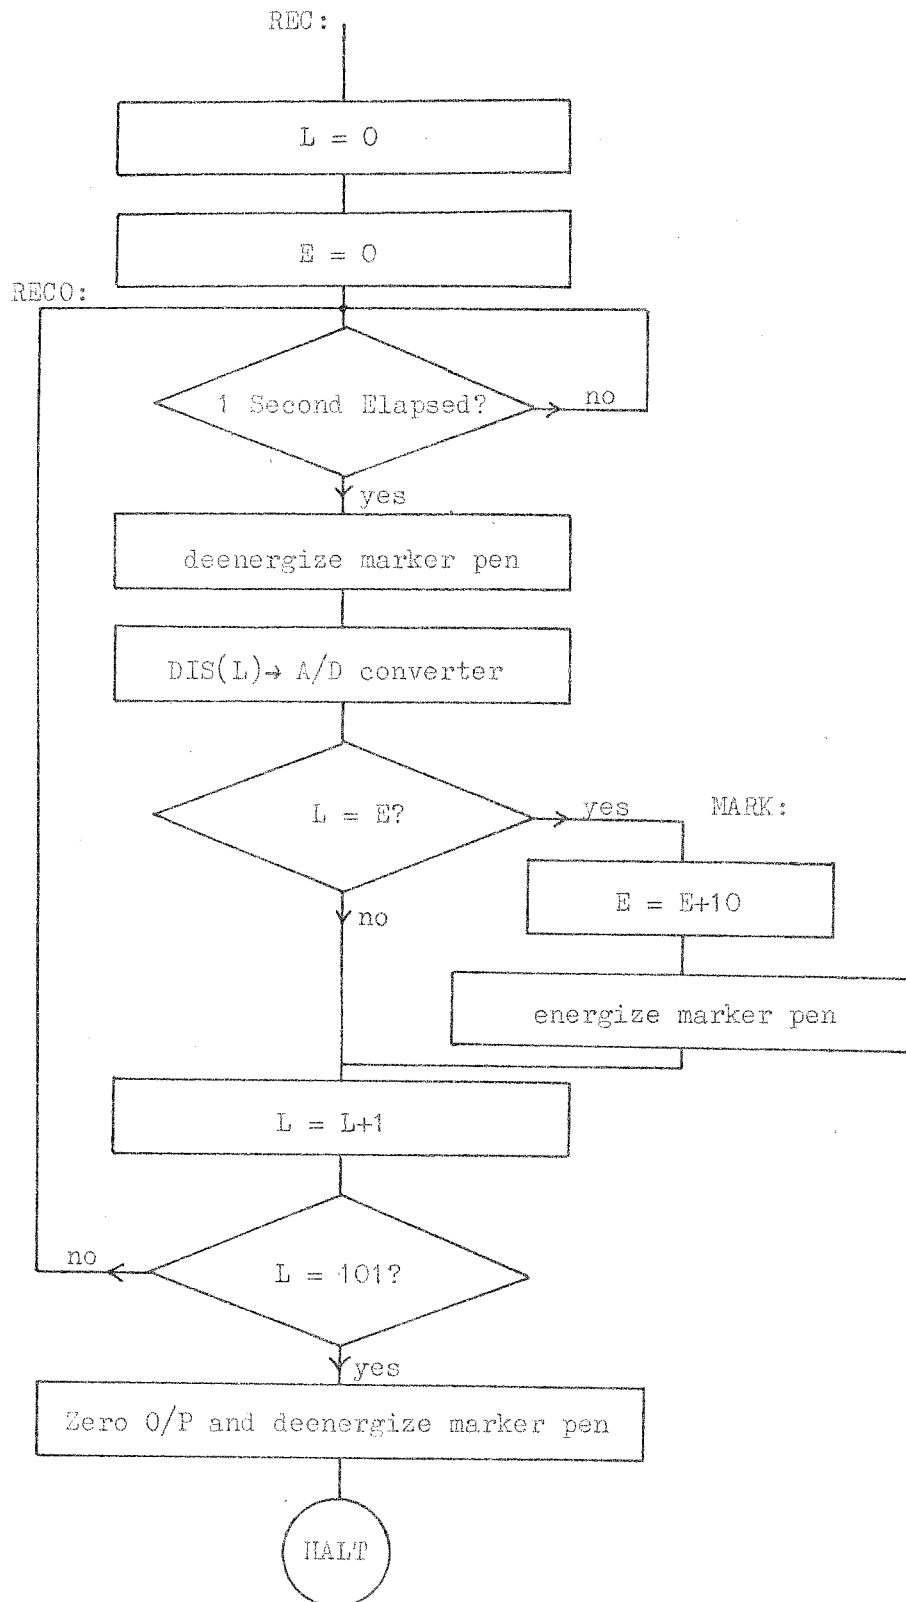 REC:
L = 0
E = 0
RECO:
1 Second Elapsed?
no
yes
deenergize marker pen
DIS(L)→ A/D converter
L = E?
yes
MARK:
no
E = E+10
energize marker pen
L = L+1
L = 101?
no
yes
Zero O/P and deenergize marker pen
HALT